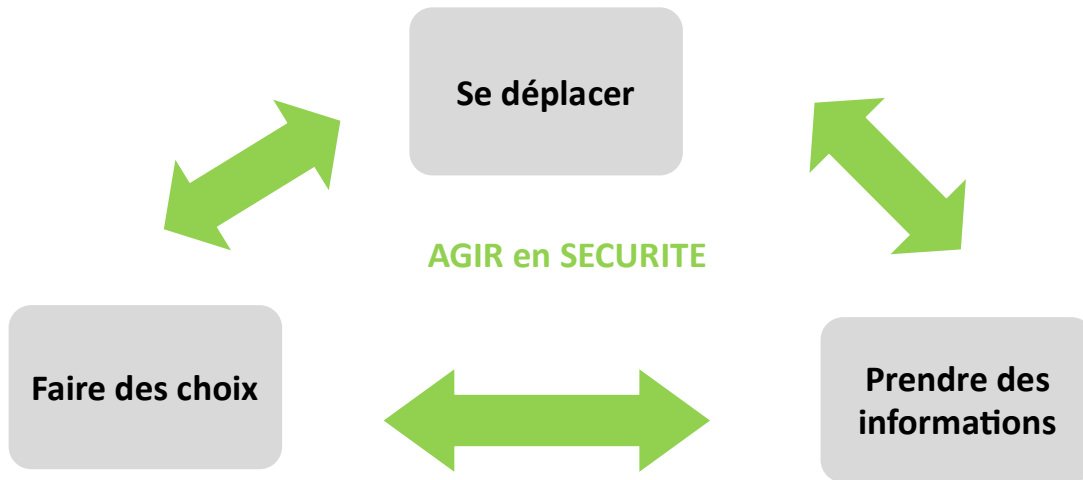 Se déplacer
AGIR en SECURITE
Faire des choix
Prendre des
informations